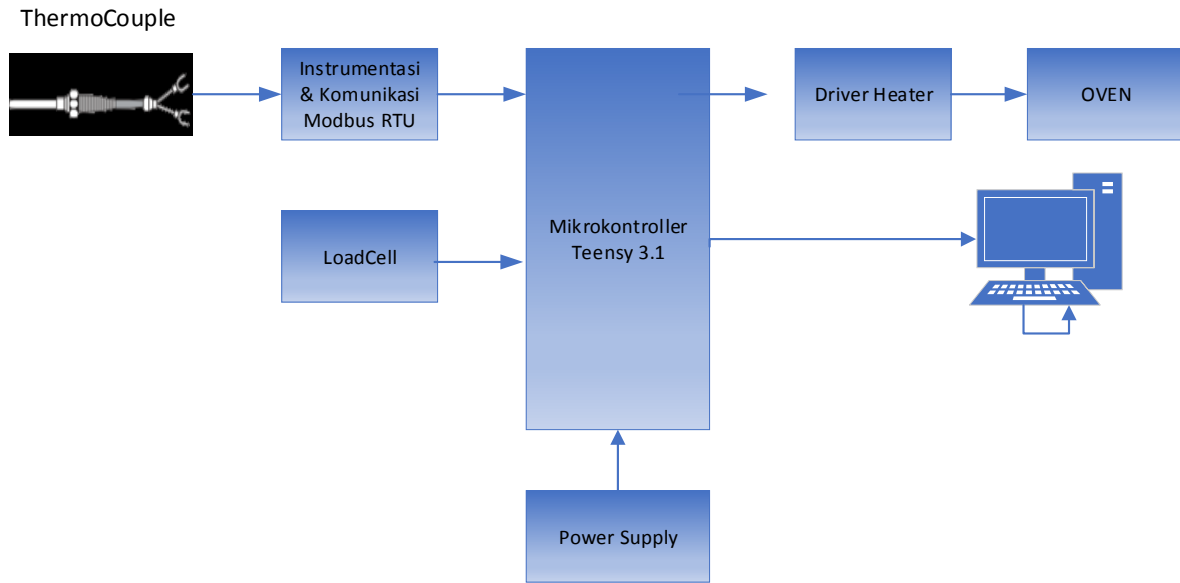 ThermoCouple
Instrumentasi
& Komunikasi
Modbus RTU
Driver Heater
OVEN
LoadCell
Mikrokontroller
Teensy 3.1
Power Supply